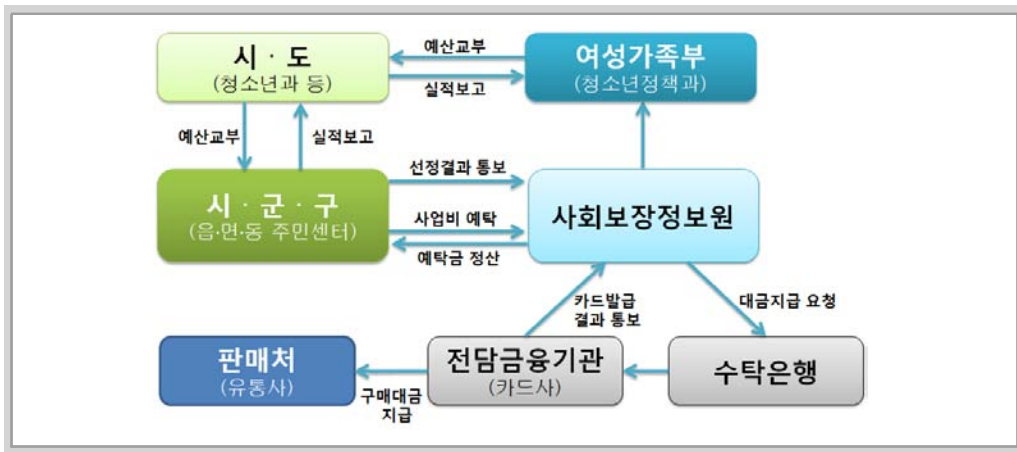 시 · 도
(청소년과 등)
예산교부
실적보고
여성가족부
(청소년정책과)
예산교부
실적보고
시 · 군 · 구
(읍·면·동 주민센터)
선정결과 통보
사업비 예탁
예탁금 정산
사회보장정보원
카드발급
결과 통보
대금지급 요청
판매처
(유통사)
구매대금
지급
전담금융기관
(카드사)
수탁은행